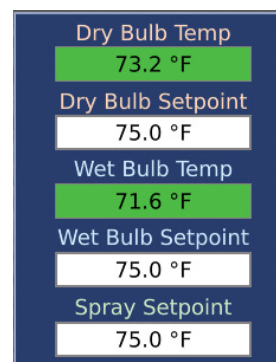 Dry Bulb Temp
73.2 °F
Dry Bulb Setpoint
75.0 °F
Wet Bulb Temp
71.6 °F
Wet Bulb Setpoint
75.0 °F
Spray Setpoint
75.0 °F